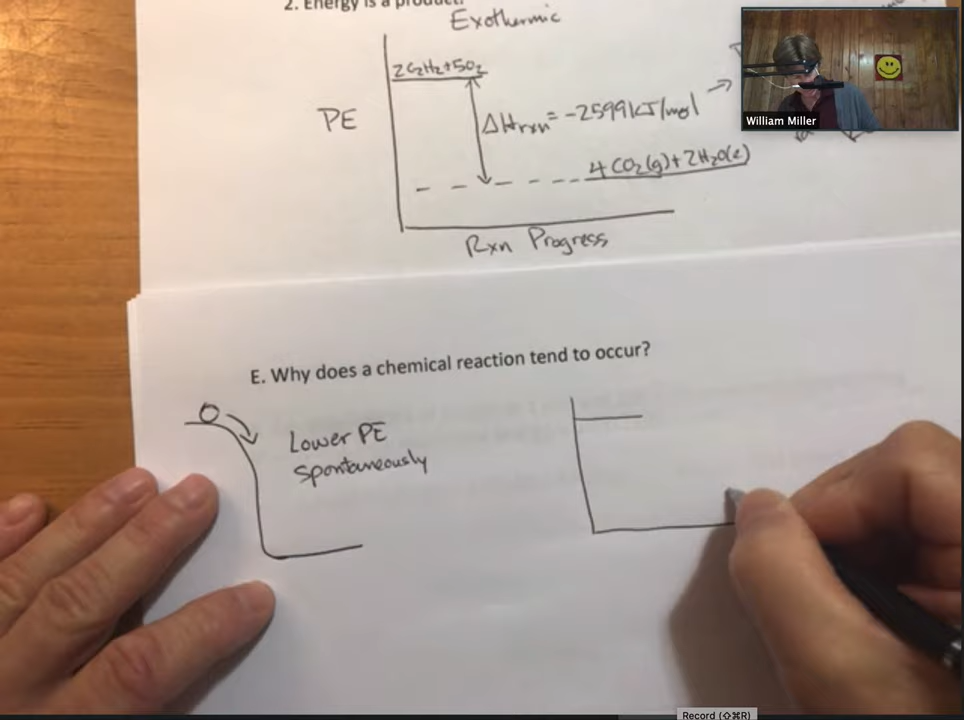 2. Energy is a product.
Exothermic
2C2H2+5O2
PE
ΔHrxn = -2599kJ/mol →
4CO2(g)+2H2O(l)
William Miller
Rxn Progress
E. Why does a chemical reaction tend to occur?
Lower PE
Spontaneously
Record (⇧⌘R)